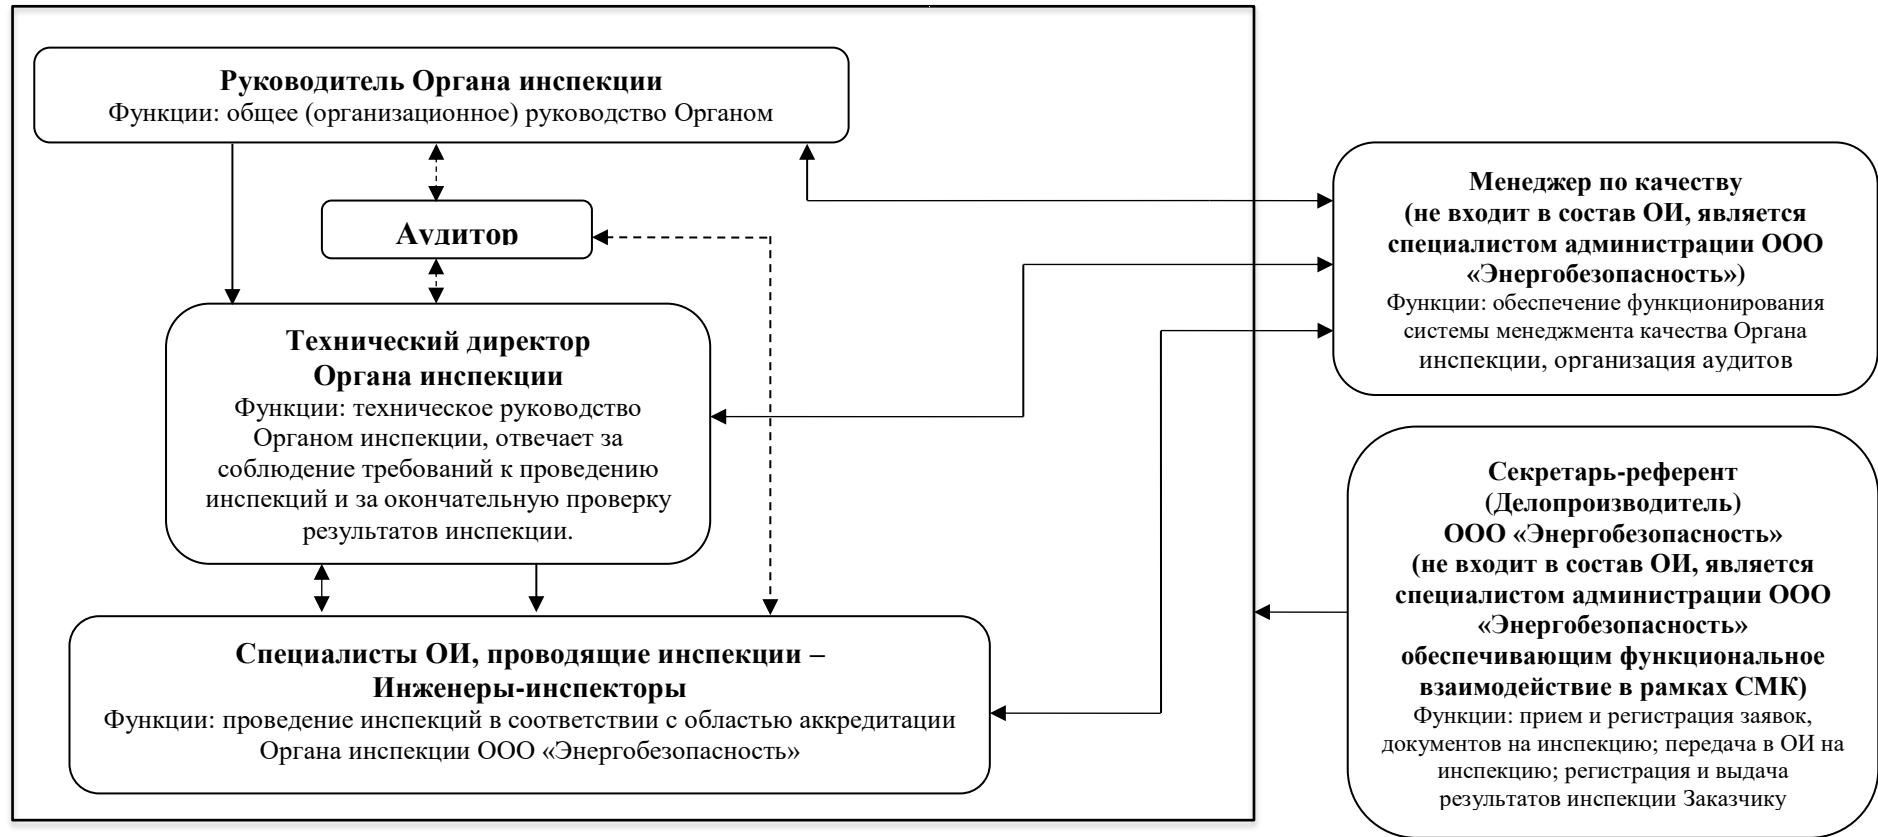 Руководитель Органа инспекции
Функции: общее (организационное) руководство Органом
Аудитор
Технический директор
Органа инспекции
Функции: техническое руководство
Органом инспекции, отвечает за
соблюдение требований к проведению
инспекций и за окончательную проверку
результатов инспекции.
Специалисты ОИ, проводящие инспекции –
Инженеры-инспекторы
Функции: проведение инспекций в соответствии с областью аккредитации
Органа инспекции ООО «Энергобезопасность»
Менеджер по качеству
(не входит в состав ОИ, является
специалистом администрации ООО
«Энергобезопасность»)
Функции: обеспечение функционирования
системы менеджмента качества Органа
инспекции, организация аудитов
Секретарь-референт
(Делопроизводитель)
ООО «Энергобезопасность»
(не входит в состав ОИ, является
специалистом администрации ООО
«Энергобезопасность»
обеспечивающим функциональное
взаимодействие в рамках СМК)
Функции: прием и регистрация заявок,
документов на инспекцию; передача в ОИ на
инспекцию; регистрация и выдача
результатов инспекции Заказчику